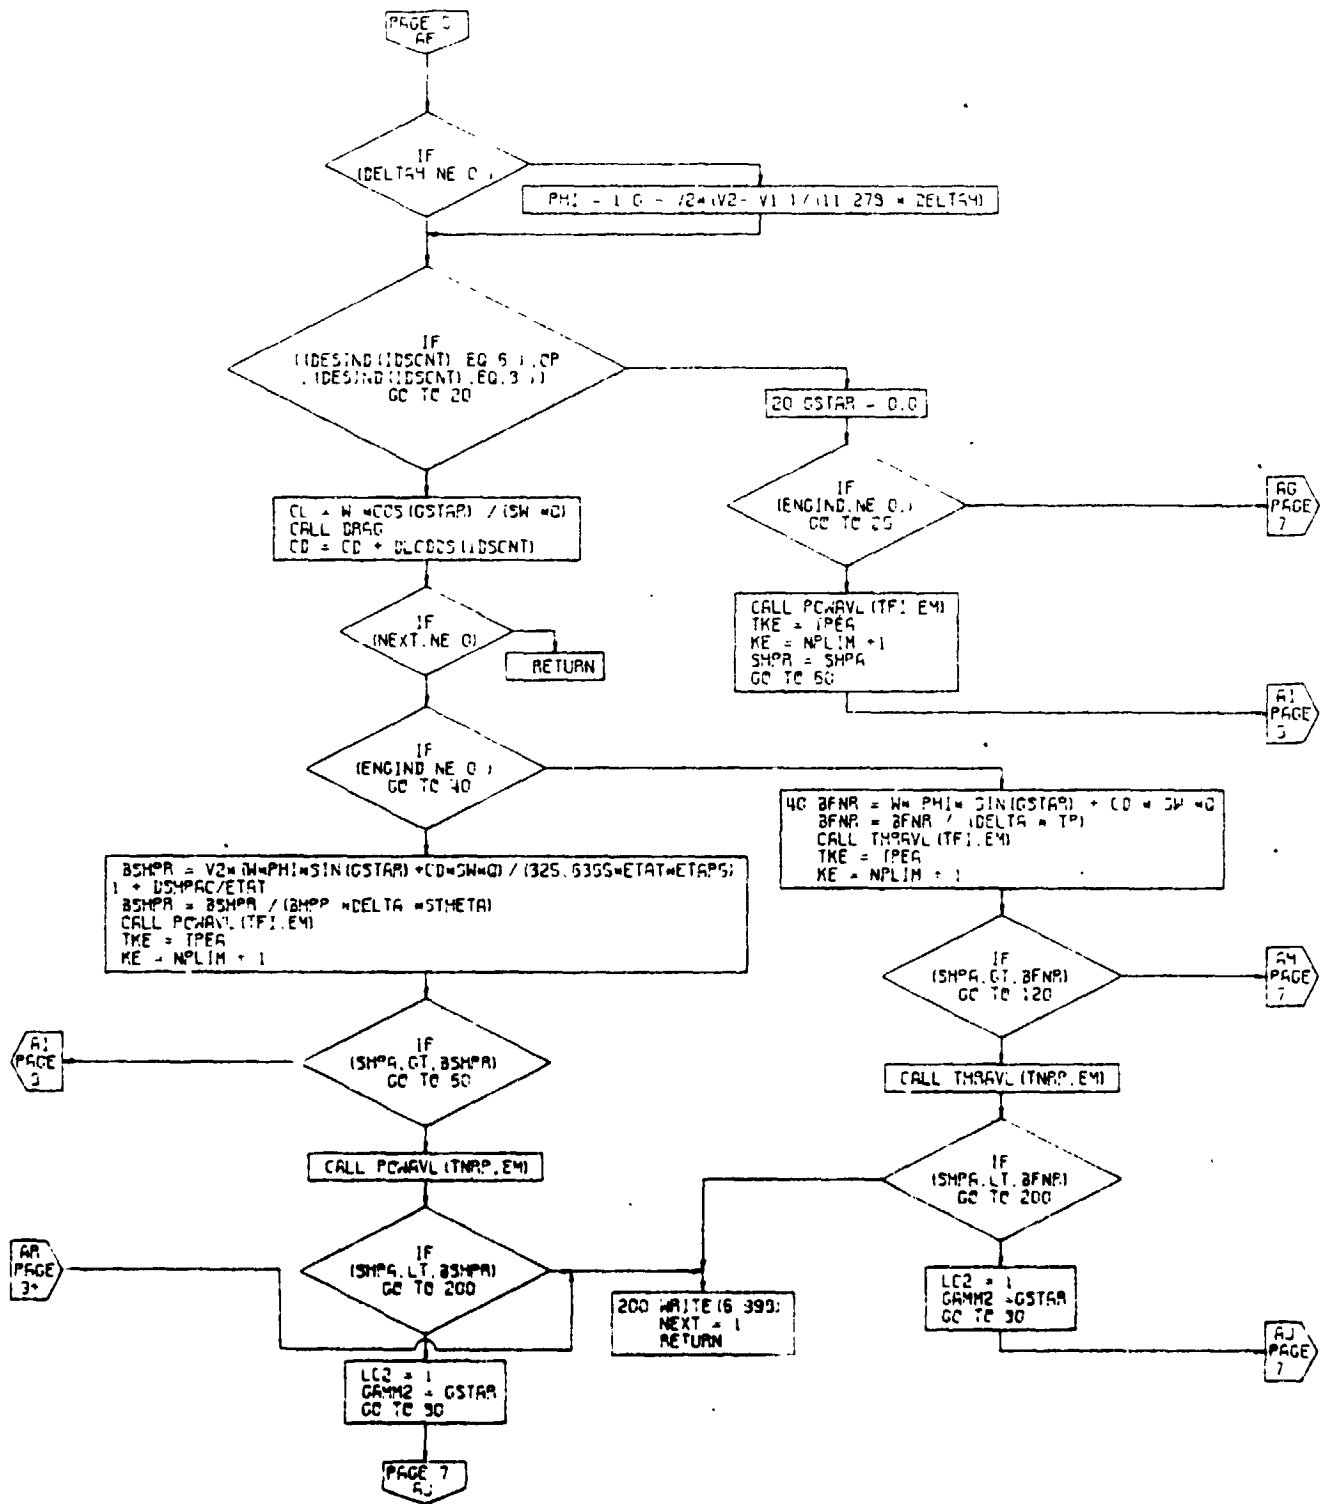 PAGE
AF
IF
(DELTAH NE 0 )
PHI - 1 0 - V2* (V2- V1 )/ (11 279 * DELTAH)
IF
((DESIND(IDSCNT) .EQ.5 ) .OR
. (DESIND(IDSCNT) .EQ.3 ))
GO TO 20
20 GSTAR - 0.0
CL = W *COS(GSTAR) / (SW *Q)
CALL DRAG
CD = CD + DLCDDS(IDSCNT)
IF
(ENGIND.NE 0.)
GO TO 25
AG
PAGE
7
IF
(NEXT.NE 0)
RETURN
CALL POWAVL(TFI EM)
TKE = TPEA
KE = NPLIM +1
SHPR = SHPA
GO TO 60
AI
PAGE
IF
(ENGIND NE 0 )
GO TO 40
40 BFNR = W* PHI* SIN(GSTAR) + CD * SW *Q
BFNR = BFNR / (DELTA * TP)
CALL THRAVL(TFI.EM)
TKE = TPEA
KE = NPLIM + 1
BSHPR = V2* (W*PHI*SIN(GSTAR) +CD*SW*Q) / (325.6355*ETAT*ETAPS)
1 + DSHPAC/ETAT
BSHPR = BSHPR / (BHPP *DELTA *STHETA)
CALL POWAVL(TFI.EM)
TKE = TPEA
KE = NPLIM + 1
IF
(SHPA.GT.BFNR)
GO TO 120
AH
PAGE
7
AI
PAGE
IF
(SHPA.GT.BSHPR)
GO TO 60
CALL THRAVL(TNRP.EM)
CALL POWAVL(TNRP.EM)
IF
(SHPA.LT.BFNR)
GO TO 200
AR
PAGE
3+
IF
(SHPA.LT.BSHPR)
GO TO 200
200 WRITE(6 399)
NEXT = 1
RETURN
LC2 = 1
GAMM2 =GSTAR
GO TO 90
AJ
PAGE
7
LC2 = 1
GAMM2 = GSTAR
GO TO 90
PAGE 7
AJ